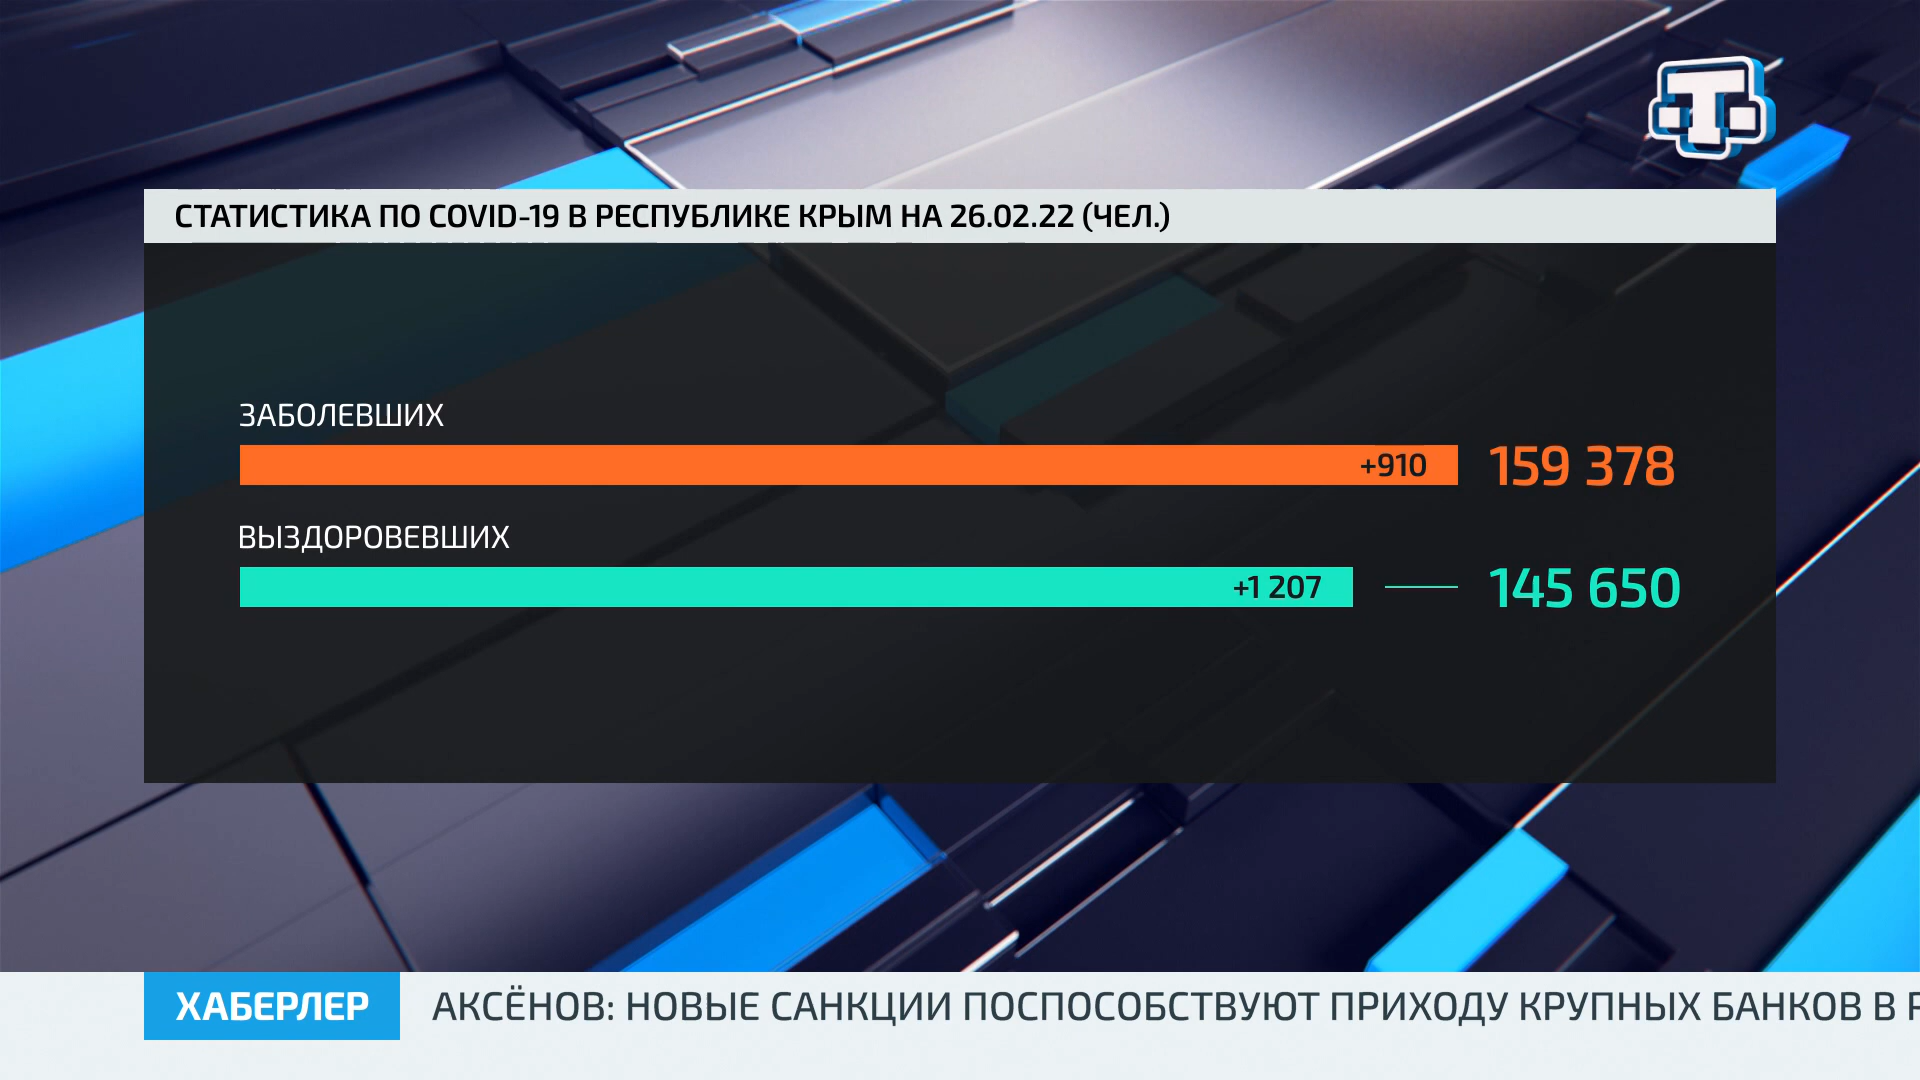 Т
СТАТИСТИКА ПО COVID-19 В РЕСПУБЛИКЕ КРЫМ НА 26.02.22 (ЧЕЛ.)
ЗАБОЛЕВШИХ
+910 159 378
ВЫЗДОРОВЕВШИХ
+1 207 145 650
ХАБЕРЛЕР АКСЁНОВ: НОВЫЕ САНКЦИИ ПОСПОСОБСТВУЮТ ПРИХОДУ КРУПНЫХ БАНКОВ В